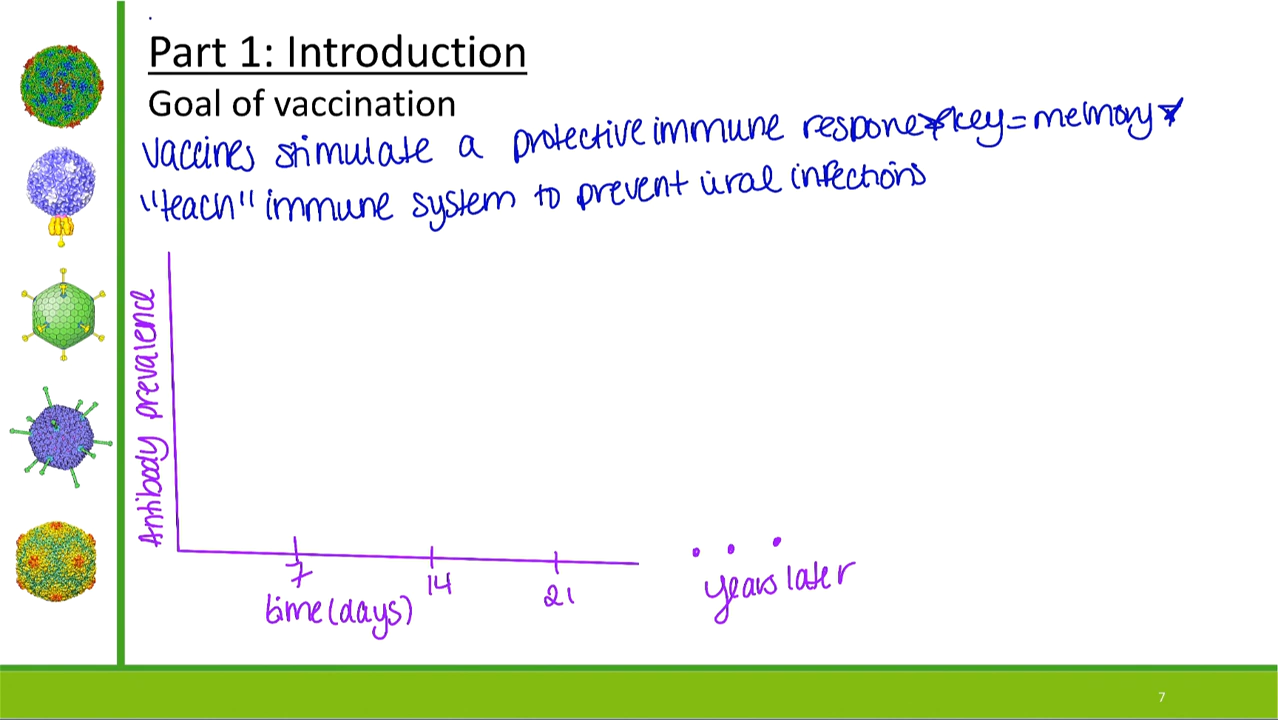 Part 1: Introduction
Goal of vaccination
vaccines stimulate a protective immune respone *key = memory*
"teach" immune system to prevent viral infections
Antibody prevalence
7
14
21
time (days)
years later
7